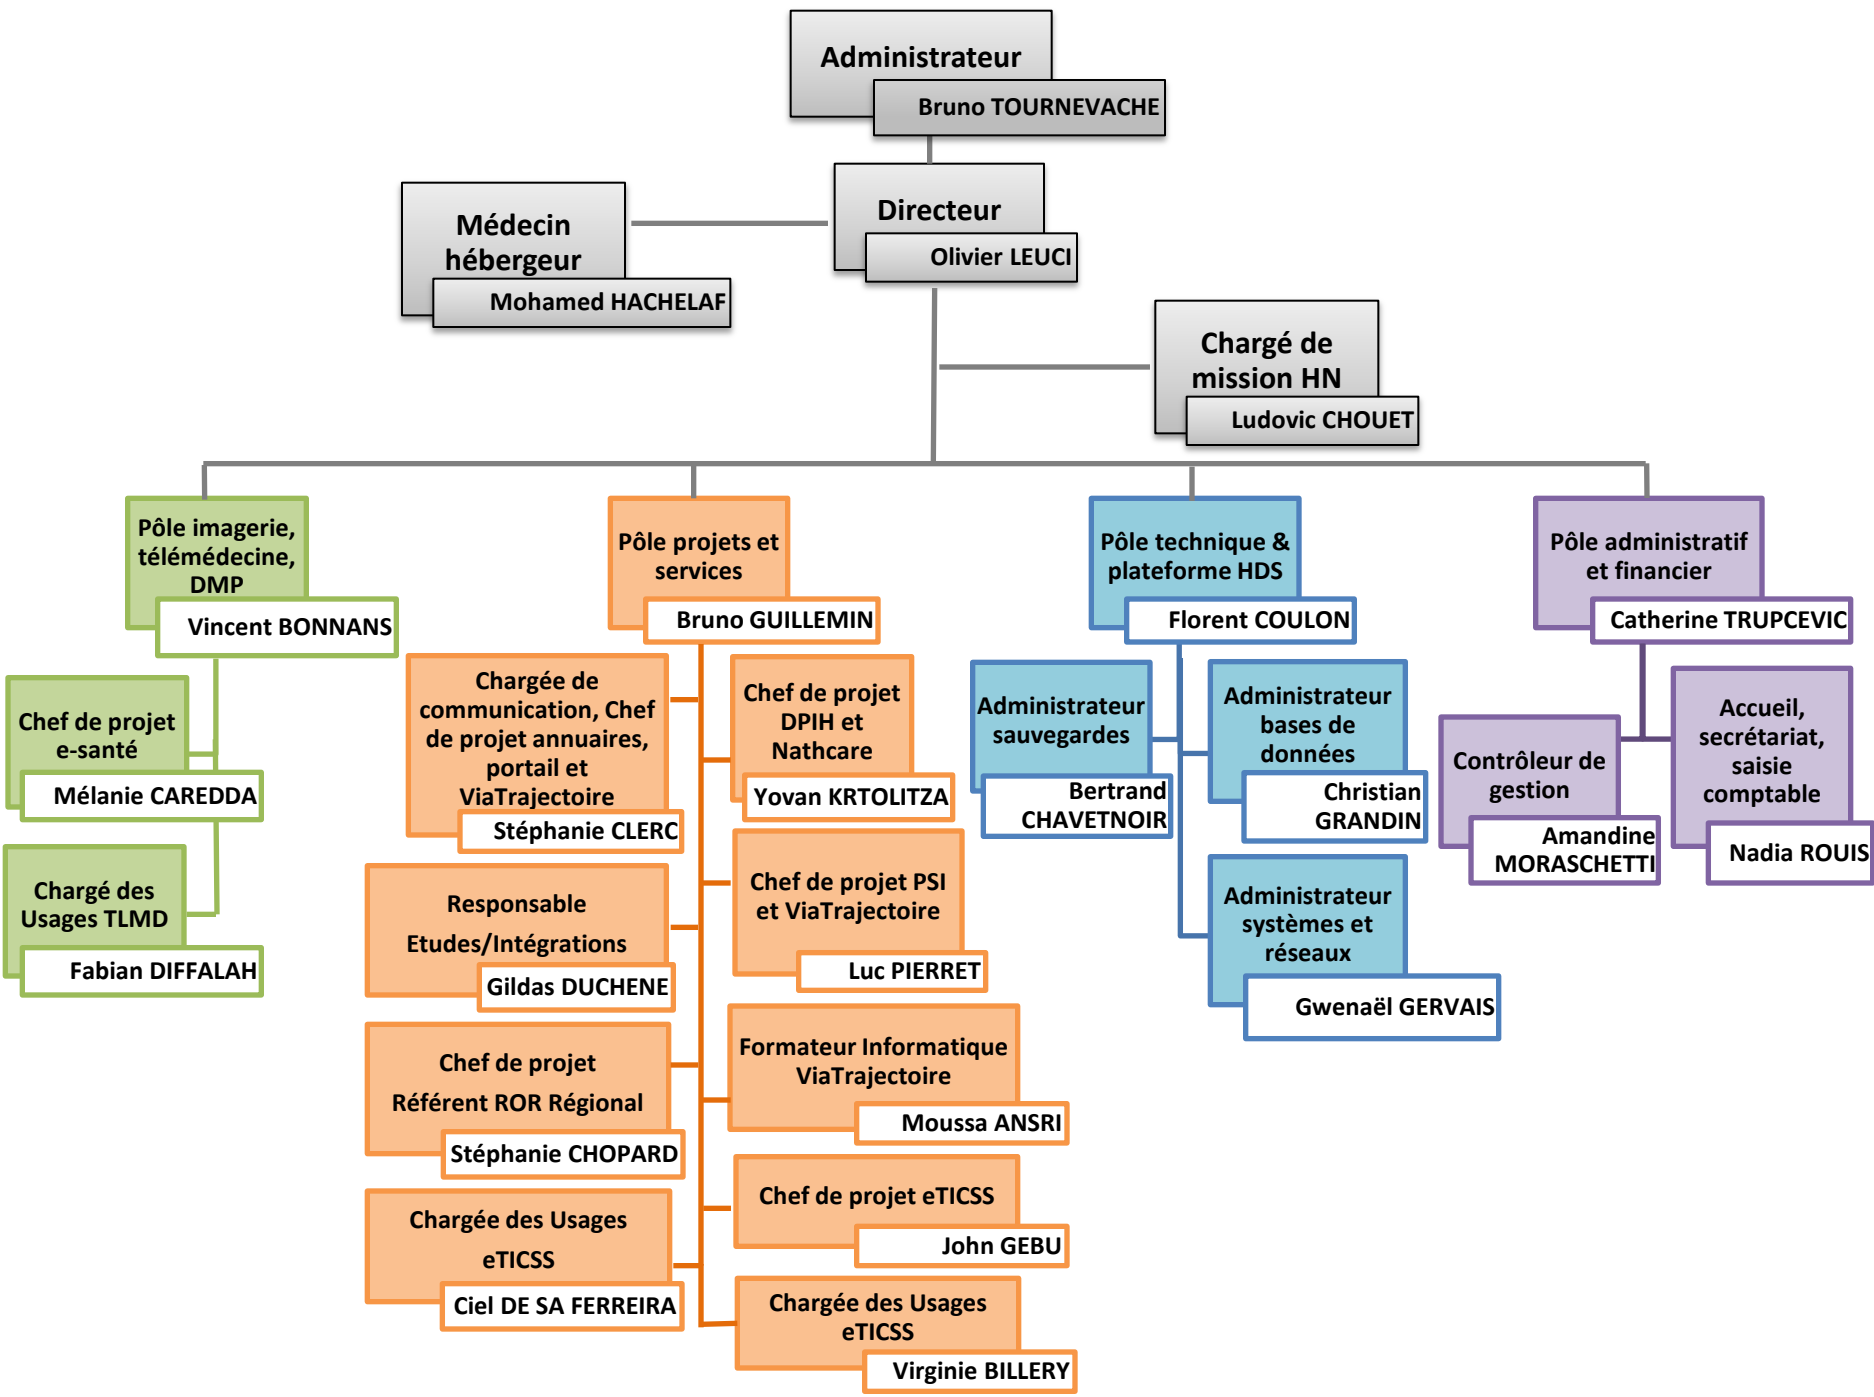 Administrateur
Bruno TOURNEVACHE
Directeur
Olivier LEUCI
Médecin
hébergeur
Mohamed HACHELAF
Chargé de
mission HN
Ludovic CHOUET
Pôle imagerie,
télémédecine,
DMP
Vincent BONNANS
Chef de projet
e-santé
Mélanie CAREDDA
Chargé des
Usages TLMD
Fabian DIFFALAH
Pôle projets et
services
Bruno GUILLEMIN
Chargée de
communication, Chef
de projet annuaires,
portail et
ViaTrajectoire
Stéphanie CLERC
Chef de projet
DPIH et
Nathcare
Yovan KRTOLITZA
Responsable
Etudes/Intégrations
Gildas DUCHENE
Chef de projet PSI
et ViaTrajectoire
Luc PIERRET
Chef de projet
Référent ROR Régional
Stéphanie CHOPARD
Formateur Informatique
ViaTrajectoire
Moussa ANSRI
Chargée des Usages
eTICSS
Ciel DE SA FERREIRA
Chef de projet eTICSS
John GEBU
Chargée des Usages
eTICSS
Virginie BILLERY
Pôle technique &
plateforme HDS
Florent COULON
Administrateur
sauvegardes
Bertrand
CHAVETNOIR
Administrateur
bases de
données
Christian
GRANDIN
Administrateur
systèmes et
réseaux
Gwenaël GERVAIS
Pôle administratif
et financier
Catherine TRUPCEVIC
Contrôleur de
gestion
Amandine
MORASCHETTI
Accueil,
secrétariat,
saisie
comptable
Nadia ROUIS